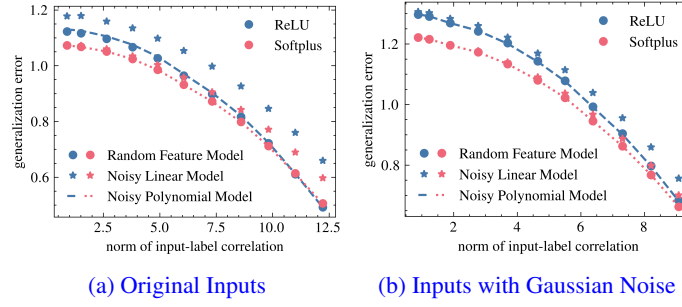 ReLU
Softplus
generalization error
1.2
1.0
0.8
0.6
Random Feature Model
Noisy Linear Model
Noisy Polynomial Model
2.5
5.0
7.5
10.0
12.5
norm of input-label correlation
(a) Original Inputs
ReLU
Softplus
generalization error
1.2
1.0
0.8
Random Feature Model
Noisy Linear Model
Noisy Polynomial Model
2
4
6
8
norm of input-label correlation
(b) Inputs with Gaussian Noise